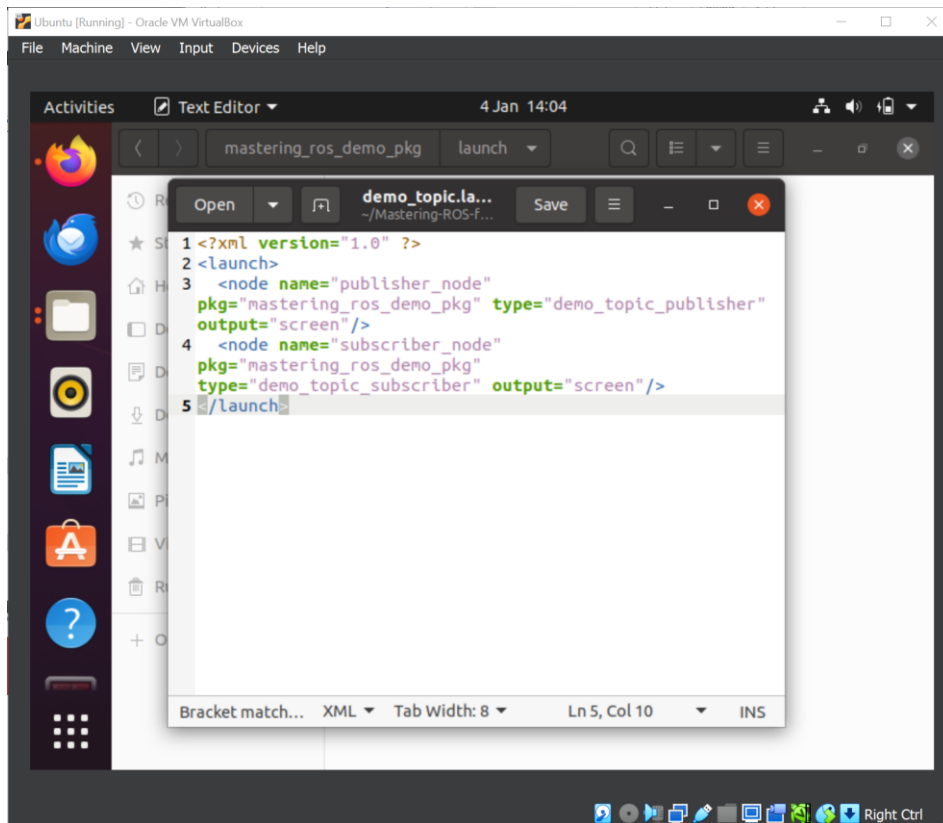 Ubuntu [Running] - Oracle VM VirtualBox
File Machine View Input Devices Help
Activities Text Editor 4 Jan 14:04
mastering_ros_demo_pkg launch
Open demo_topic.la... Save
~/Mastering-ROS-f...
1 <?xml version="1.0" ?>
2 <launch>
3   <node name="publisher_node"
pkg="mastering_ros_demo_pkg" type="demo_topic_publisher"
output="screen"/>
4   <node name="subscriber_node"
pkg="mastering_ros_demo_pkg"
type="demo_topic_subscriber" output="screen"/>
5 </launch>
Bracket match... XML Tab Width: 8 Ln 5, Col 10 INS
Right Ctrl